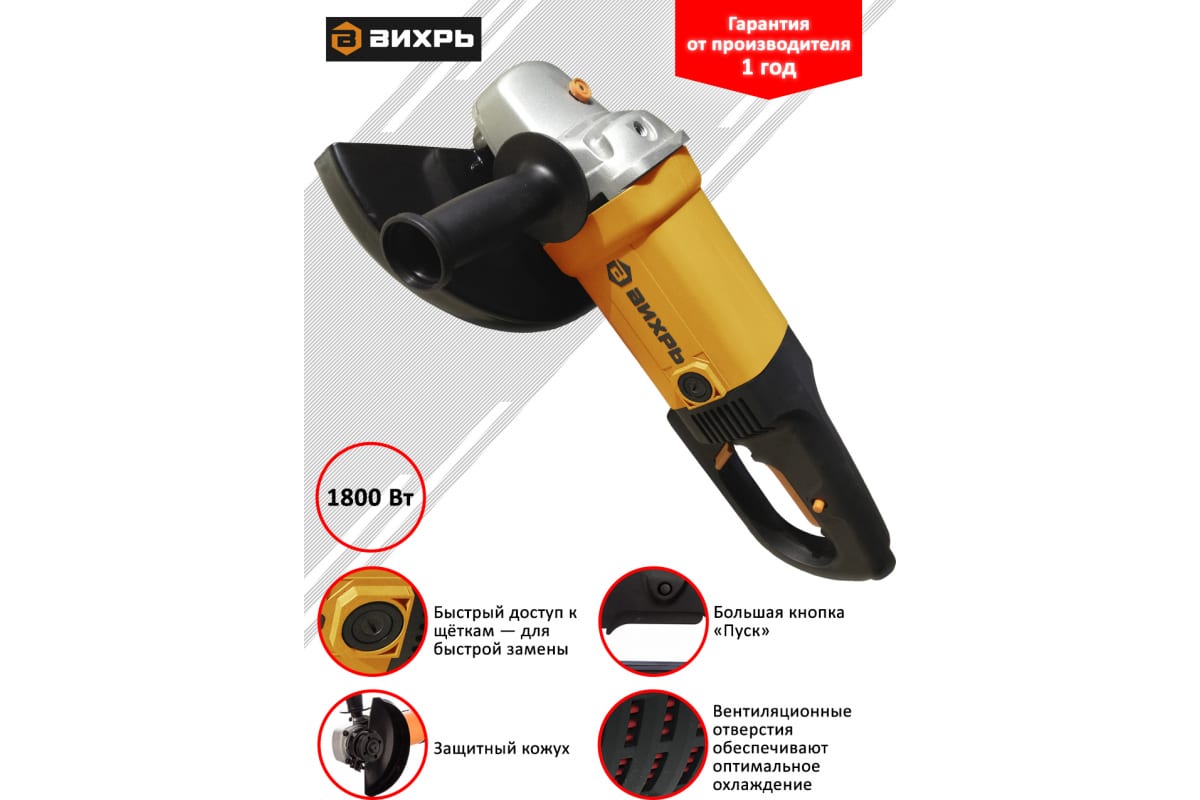 ВИХРЬ
Гарантия
от производителя
1 год
ВИХРЬ
1800 Вт
Быстрый доступ к
щёткам — для
быстрой замены
Большая кнопка
«Пуск»
Защитный кожух
Вентиляционные
отверстия
обеспечивают
оптимальное
охлаждение